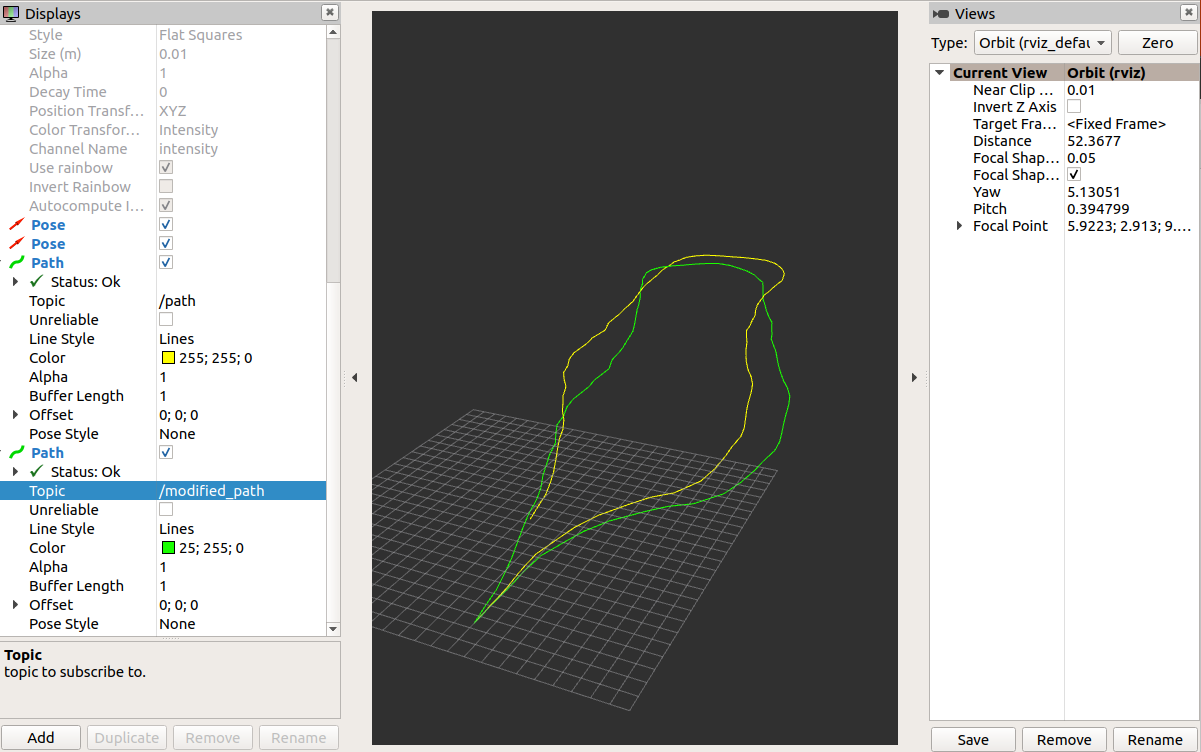 Displays
Style Flat Squares
Size (m) 0.01
Alpha 1
Decay Time 0
Position Transf... XYZ
Color Transfor... Intensity
Channel Name intensity
Use rainbow
Invert Rainbow
Autocompute I...
Pose
Pose
Path
Status: Ok
Topic /path
Unreliable
Line Style Lines
Color 255; 255; 0
Alpha 1
Buffer Length 1
Offset 0; 0; 0
Pose Style None
Path
Status: Ok
Topic /modified_path
Unreliable
Line Style Lines
Color 25; 255; 0
Alpha 1
Buffer Length 1
Offset 0; 0; 0
Pose Style None
Topic
topic to subscribe to.
Add Duplicate Remove Rename
Views
Type: Orbit (rviz_defau Zero
Current View Orbit (rviz)
Near Clip ... 0.01
Invert Z Axis
Target Fra... <Fixed Frame>
Distance 52.3677
Focal Shap... 0.05
Focal Shap...
Yaw 5.13051
Pitch 0.394799
Focal Point 5.9223; 2.913; 9....
Save Remove Rename